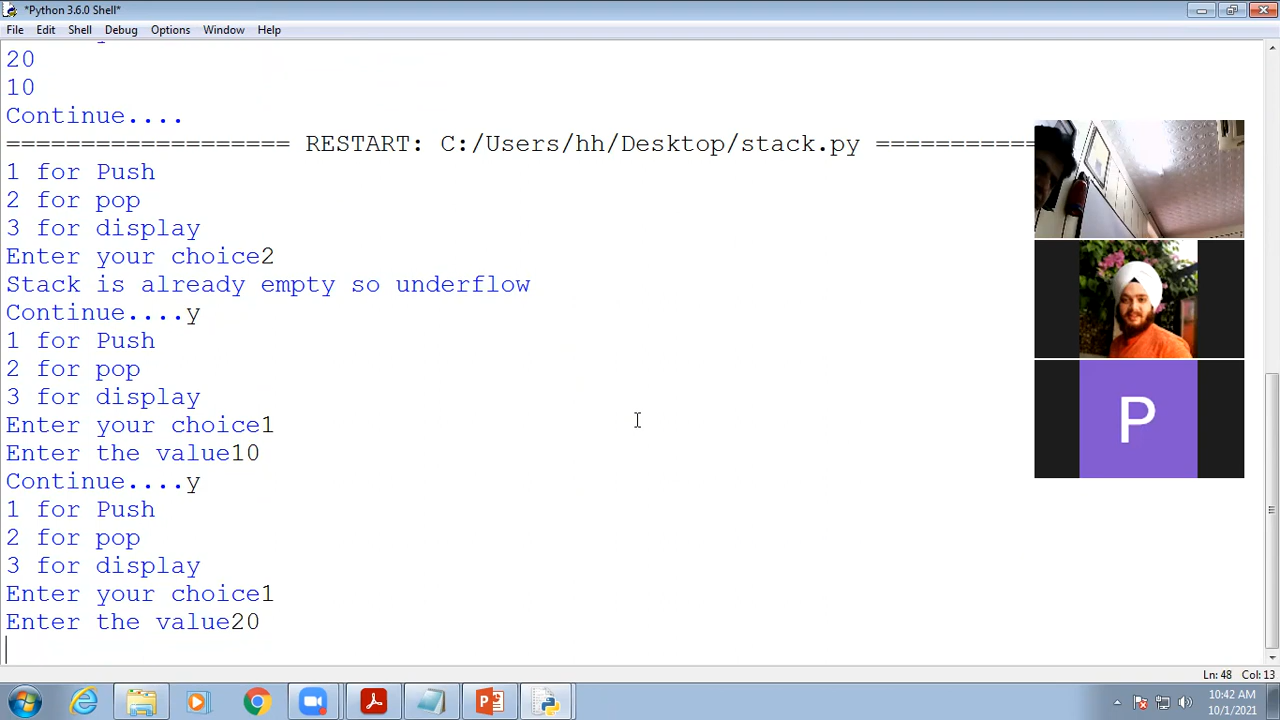 *Python 3.6.0 Shell*
File Edit Shell Debug Options Window Help
20
10
Continue....
=================== RESTART: C:/Users/hh/Desktop/stack.py ===========
1 for Push
2 for pop
3 for display
Enter your choice2
Stack is already empty so underflow
Continue....y
1 for Push
2 for pop
3 for display
Enter your choice1
Enter the value10
Continue....y
1 for Push
2 for pop
3 for display
Enter your choice1
Enter the value20
P
Ln: 48 Col: 13
10:42 AM
10/1/2021